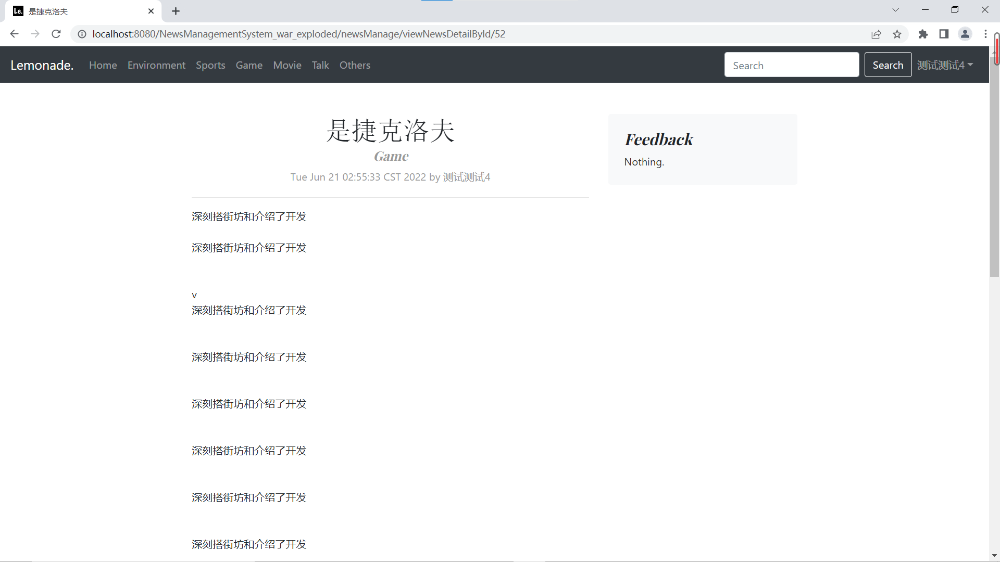 Le. 是捷克洛夫
localhost:8080/NewsManagementSystem_war_exploded/newsManage/viewNewsDetailById/52
Lemonade. Home Environment Sports Game Movie Talk Others Search Search 测试测试4
是捷克洛夫
Game
Tue Jun 21 02:55:33 CST 2022 by 测试测试4
Feedback
Nothing.
深刻搭街坊和介绍了开发
深刻搭街坊和介绍了开发
v
深刻搭街坊和介绍了开发
深刻搭街坊和介绍了开发
深刻搭街坊和介绍了开发
深刻搭街坊和介绍了开发
深刻搭街坊和介绍了开发
深刻搭街坊和介绍了开发